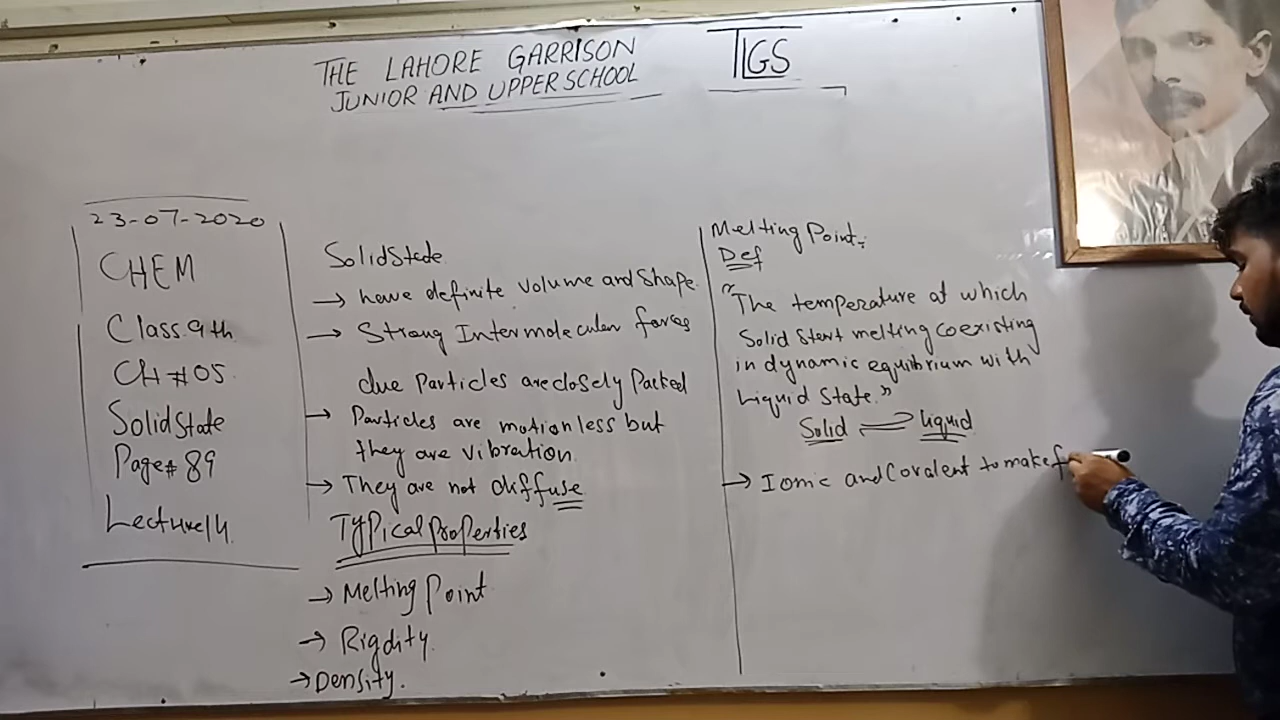 THE LAHORE GARRISON
JUNIOR AND UPPER SCHOOL
TLGS
23-07-2020
CHEM
Class 9th
CH # 05
Solid State
Page # 89
Lecture 14
Solid State
→ have definite volume and shape.
→ Strong Intermolecular forces
due Particles are closely Packed
→ Particles are motionless but
they are vibration
→ They are not diffuse
Typical properties
→ Melting Point
→ Rigdity.
→ Density.
Melting Point:
Def
"The temperature at which
Solid Start melting coexisting
in dynamic equilibrium with
Liquid State."
Solid ⇌ Liquid
→ Ionic and Covalent to make f